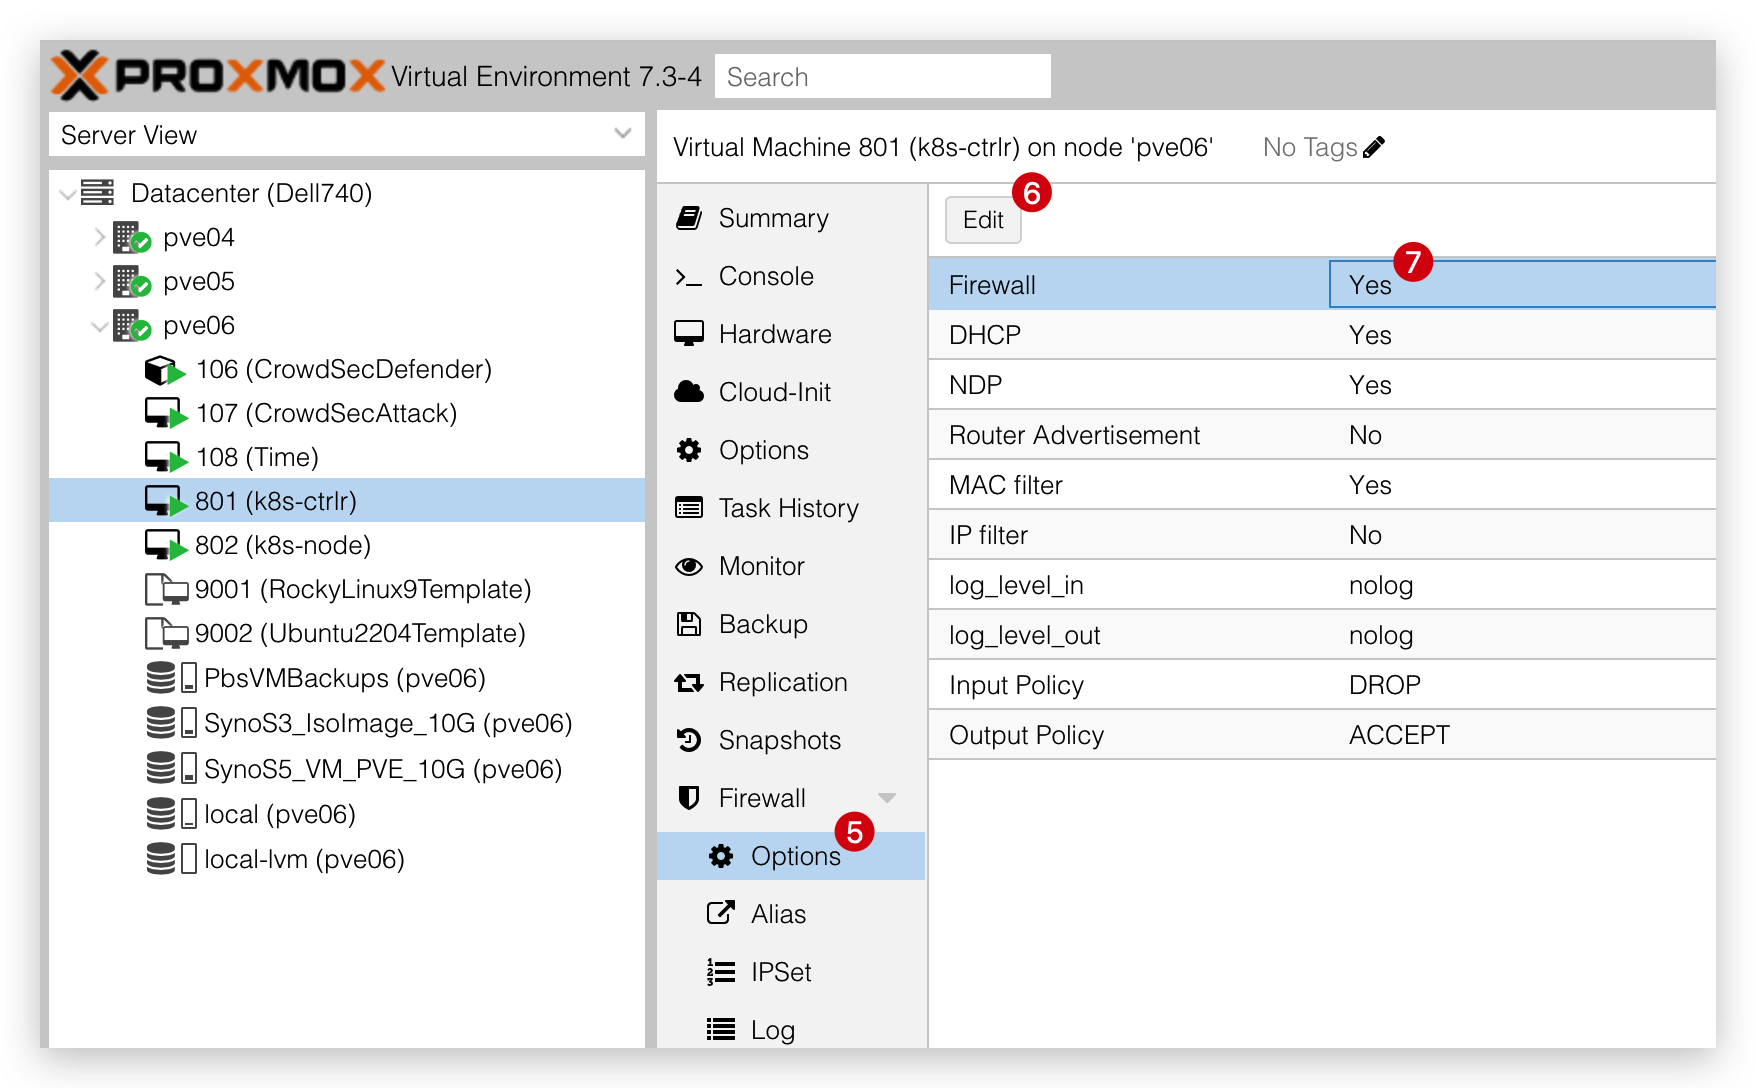 PROXMOX Virtual Environment 7.3-4 Search
Server View
Datacenter (Dell740)
pve04
pve05
pve06
106 (CrowdSecDefender)
107 (CrowdSecAttack)
108 (Time)
801 (k8s-ctrlr)
802 (k8s-node)
9001 (RockyLinux9Template)
9002 (Ubuntu2204Template)
PbsVMBackups (pve06)
SynoS3_IsoImage_10G (pve06)
SynoS5_VM_PVE_10G (pve06)
local (pve06)
local-lvm (pve06)
Virtual Machine 801 (k8s-ctrlr) on node 'pve06' No Tags
Summary
Console
Hardware
Cloud-Init
Options
Task History
Monitor
Backup
Replication
Snapshots
Firewall
5
Options
Alias
IPSet
Log
6
Edit
7
Firewall Yes
DHCP Yes
NDP Yes
Router Advertisement No
MAC filter Yes
IP filter No
log_level_in nolog
log_level_out nolog
Input Policy DROP
Output Policy ACCEPT